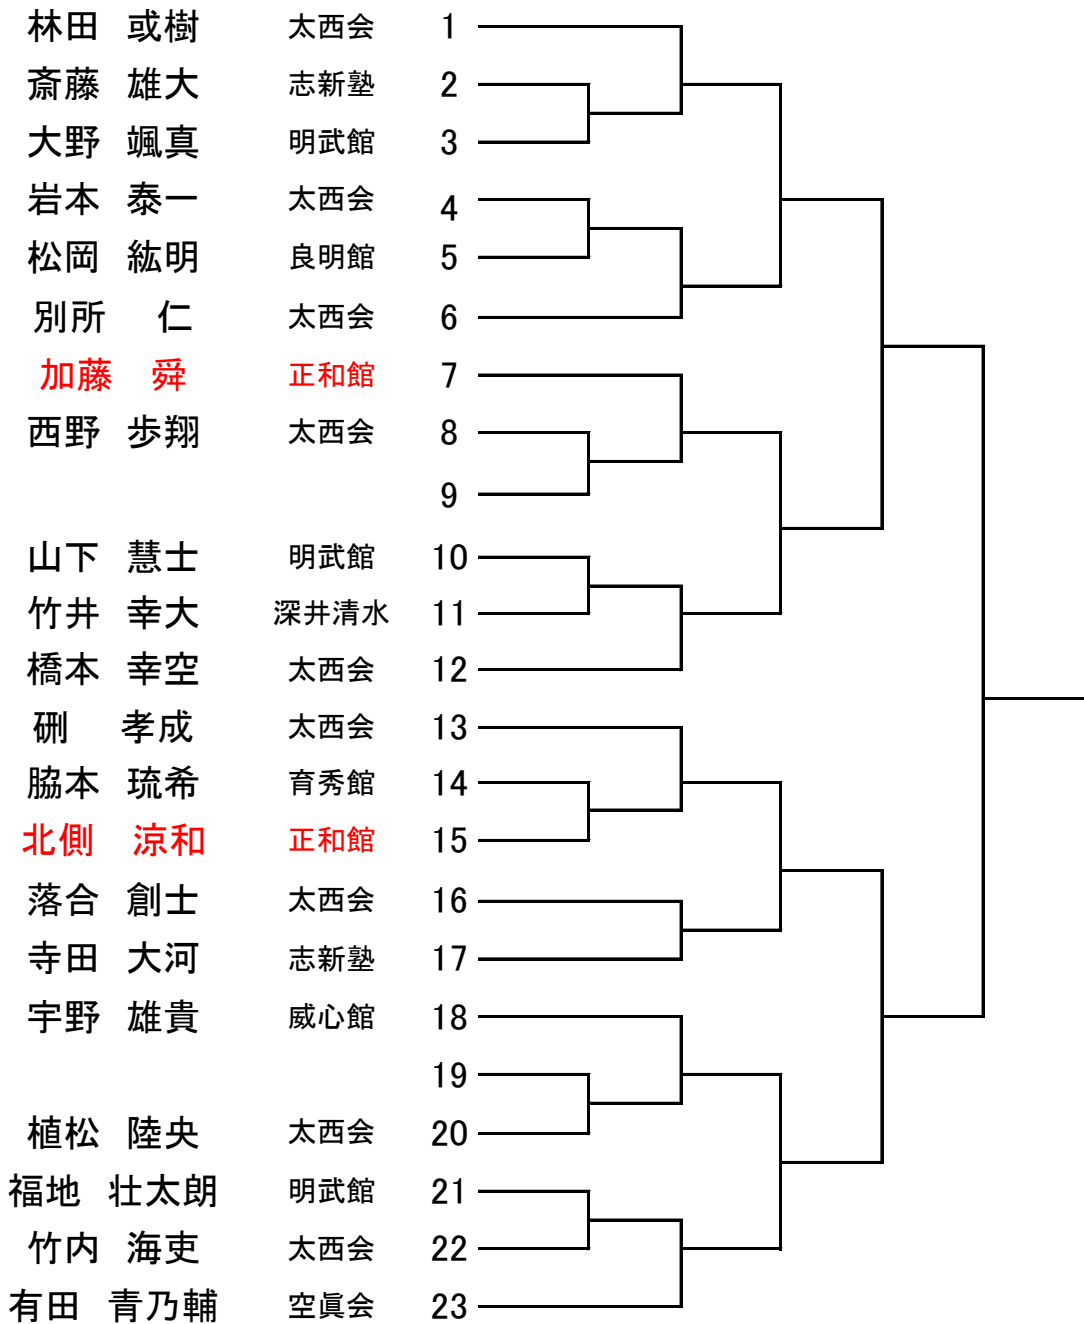 林田 或樹 太西会 1
斎藤 雄大 志新塾 2
大野 颯真 明武館 3
岩本 泰一 太西会 4
松岡 紘明 良明館 5
別所 仁 太西会 6
加藤 舜 正和館 7
西野 歩翔 太西会 8
9
山下 慧士 明武館 10
竹井 幸大 深井清水 11
橋本 幸空 太西会 12
硎 孝成 太西会 13
脇本 琉希 育秀館 14
北側 涼和 正和館 15
落合 創士 太西会 16
寺田 大河 志新塾 17
宇野 雄貴 威心館 18
19
植松 陸央 太西会 20
福地 壮太朗 明武館 21
竹内 海吏 太西会 22
有田 青乃輔 空眞会 23